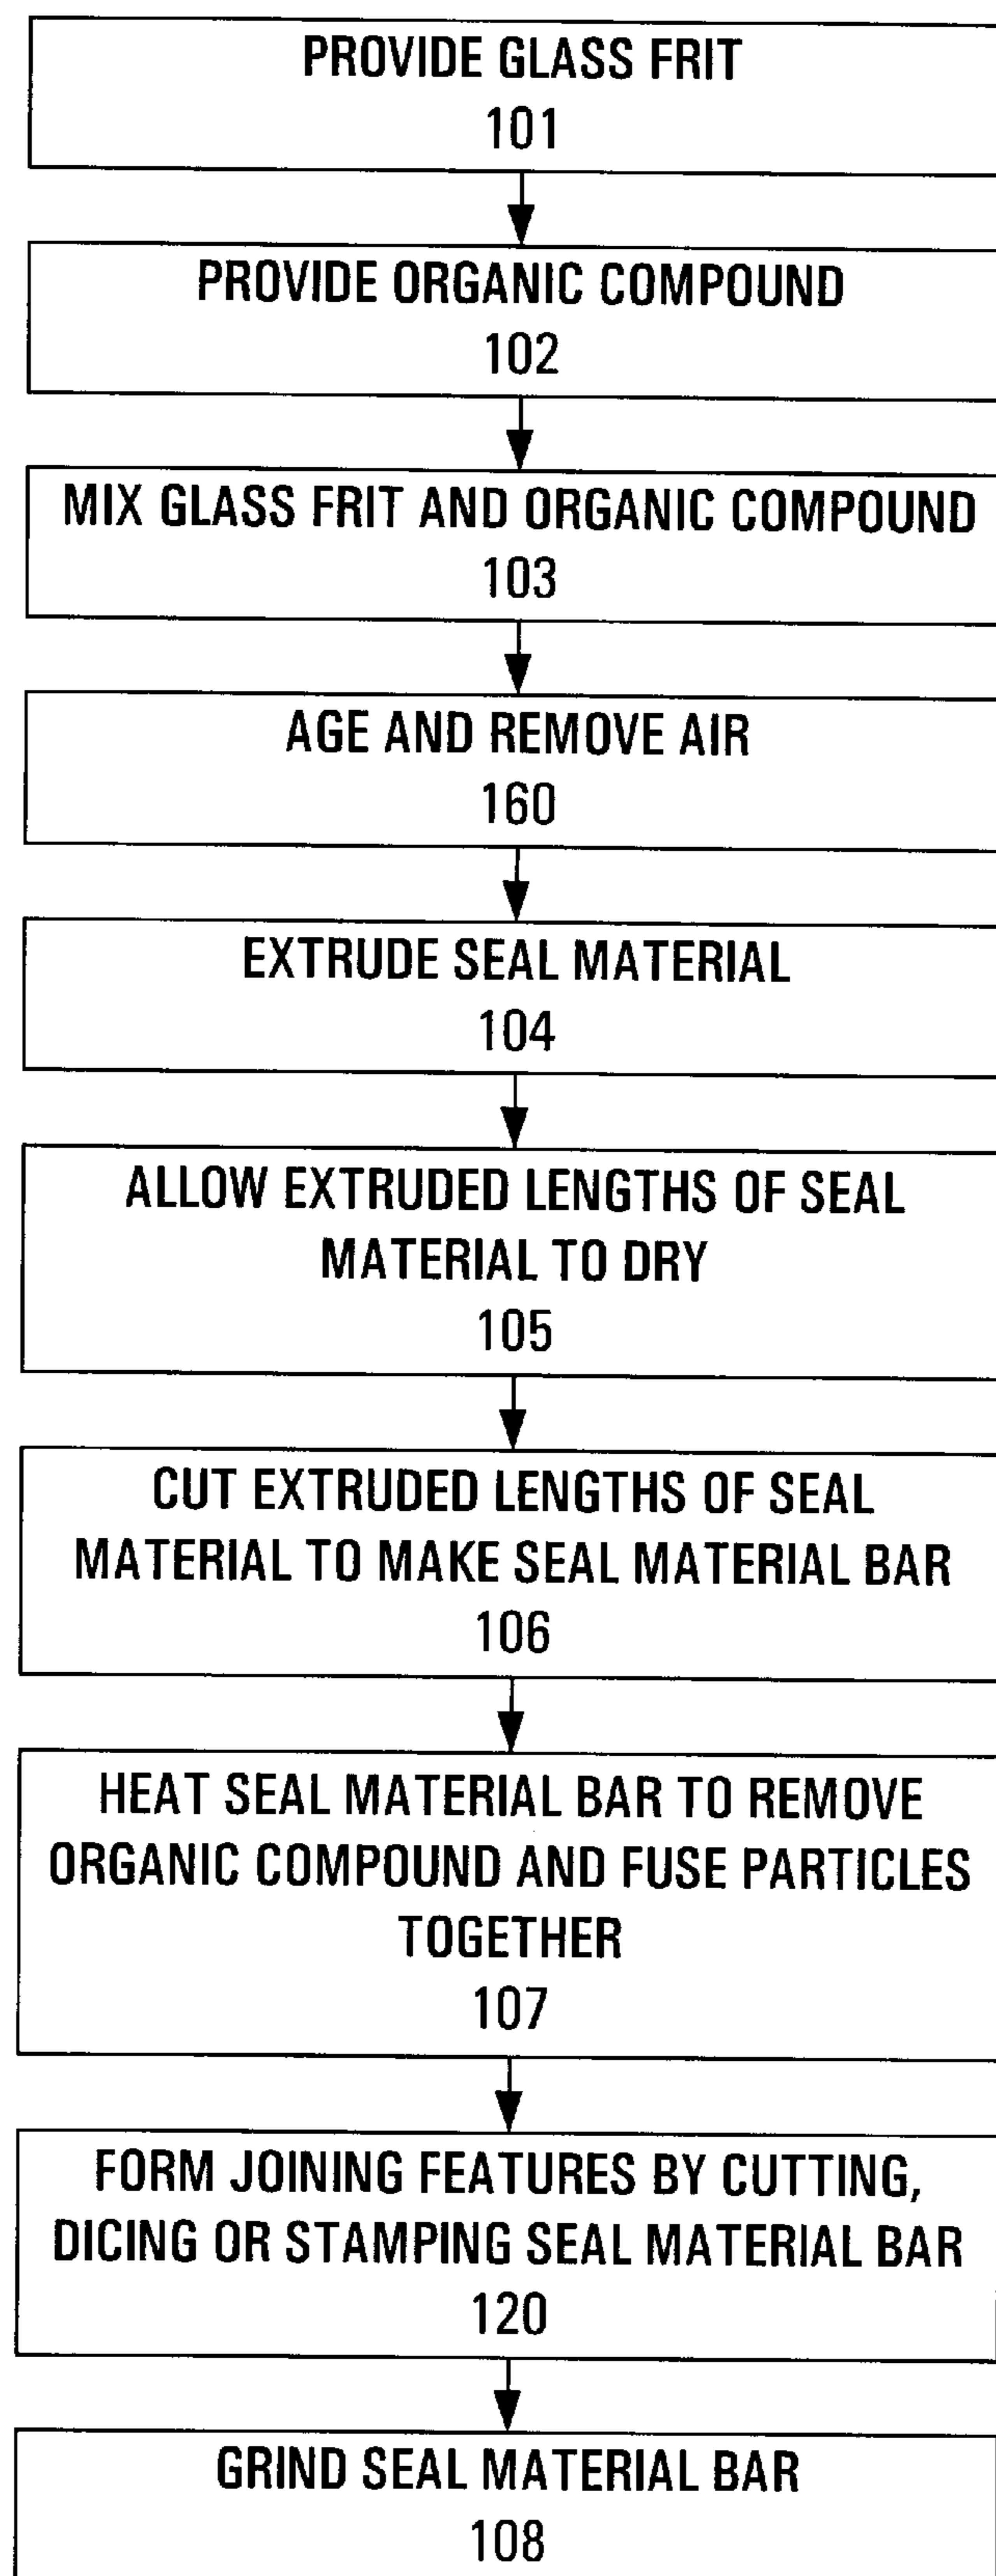 PROVIDE GLASS FRIT
101
PROVIDE ORGANIC COMPOUND
102
MIX GLASS FRIT AND ORGANIC COMPOUND
103
AGE AND REMOVE AIR
160
EXTRUDE SEAL MATERIAL
104
ALLOW EXTRUDED LENGTHS OF SEAL
MATERIAL TO DRY
105
CUT EXTRUDED LENGTHS OF SEAL
MATERIAL TO MAKE SEAL MATERIAL BAR
106
HEAT SEAL MATERIAL BAR TO REMOVE
ORGANIC COMPOUND AND FUSE PARTICLES
TOGETHER
107
FORM JOINING FEATURES BY CUTTING,
DICING OR STAMPING SEAL MATERIAL BAR
120
GRIND SEAL MATERIAL BAR
108